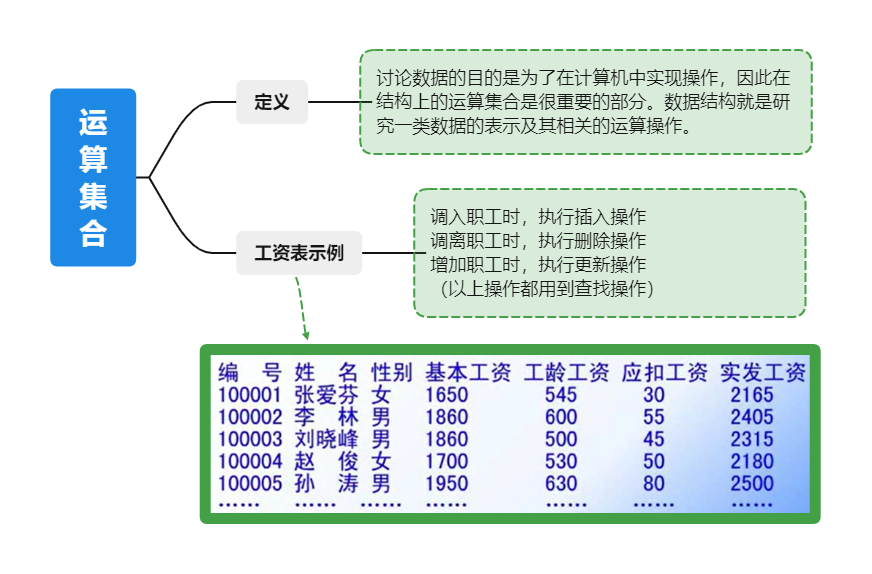 运算集合
定义
讨论数据的目的是为了在计算机中实现操作，因此在
结构上的运算集合是很重要的部分。数据结构就是研
究一类数据的表示及其相关的运算操作。
工资表示例
调入职工时，执行插入操作
调离职工时，执行删除操作
增加职工时，执行更新操作
（以上操作都用到查找操作）
编 号 姓 名 性别 基本工资 工龄工资 应扣工资 实发工资
100001 张爱芬 女 1650 545 30 2165
100002 李 林 男 1860 600 55 2405
100003 刘晓峰 男 1860 500 45 2315
100004 赵 俊 女 1700 530 50 2180
100005 孙 涛 男 1950 630 80 2500
…… …… …… …… …… …… ……